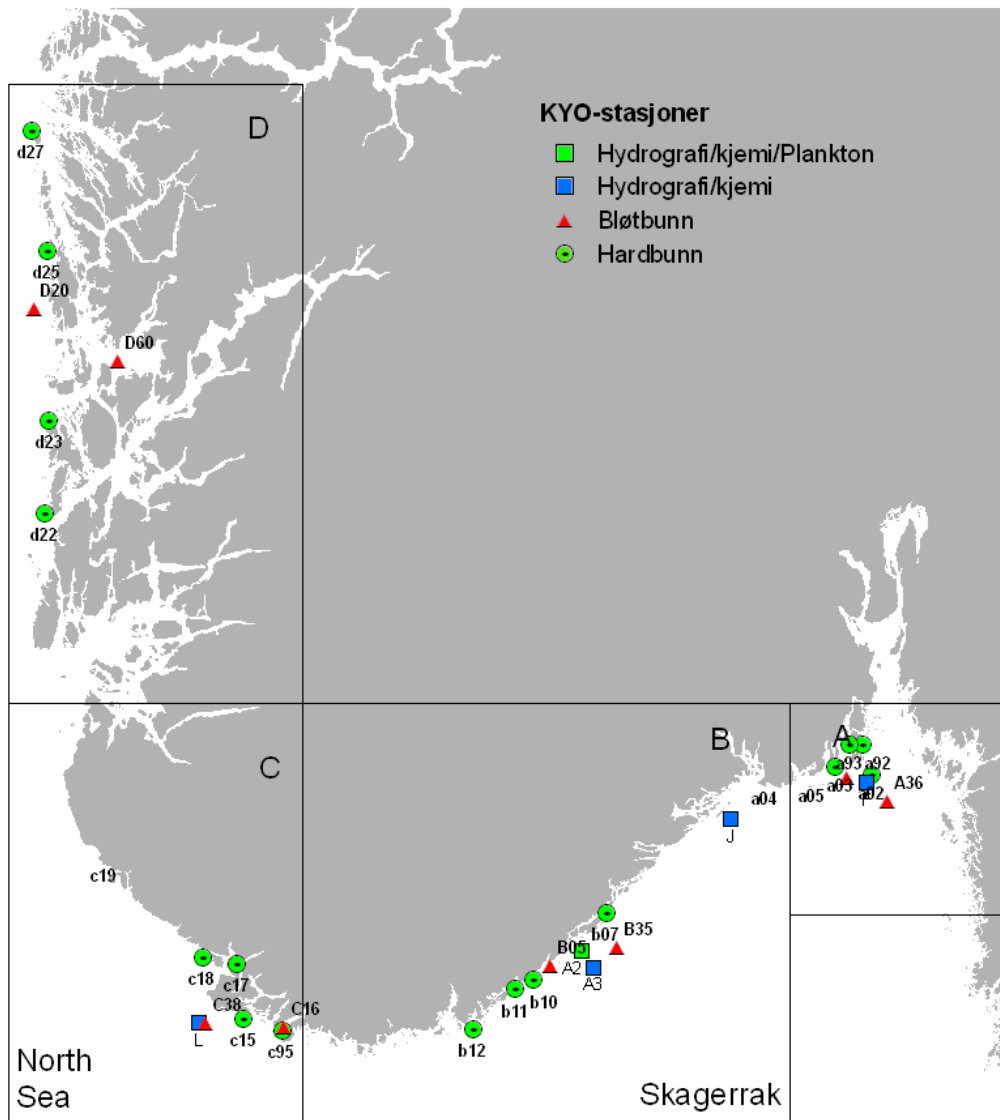 D
KYO-stasjoner
Hydrografi/kjemi/Plankton
Hydrografi/kjemi
Bløtbunn
Hardbunn
d27
d25
D20
D60
d23
d22
A
B
C
a93
a92
a03
a02
A36
a05
a04
J
c19
b07
B35
B05
A2
A3
c18
c17
b10
b11
C38
C16
L
c15
c95
b12
North
Sea
Skagerrak